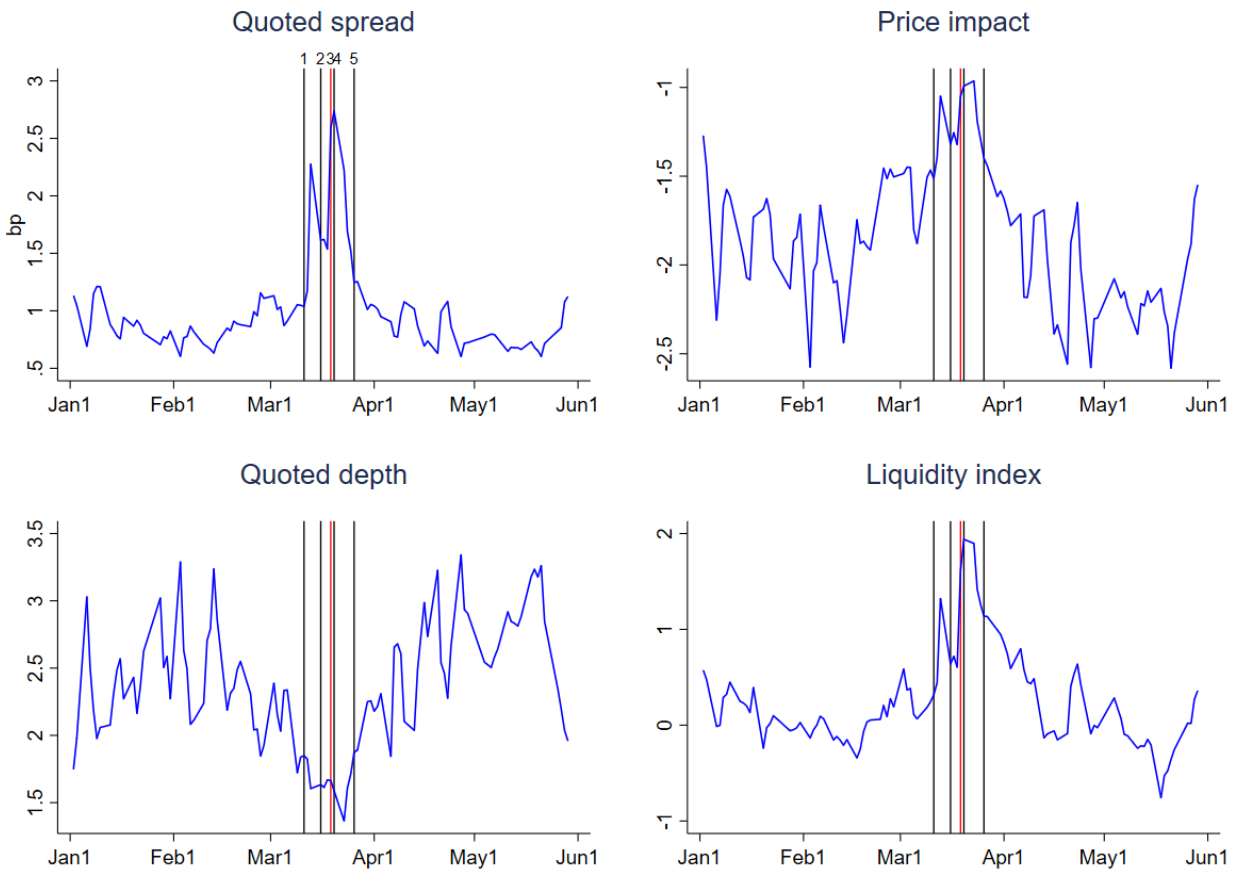 Quoted spread
1 2 3 4 5
bp
3
2.5
2
1.5
1
.5
Jan1 Feb1 Mar1 Apr1 May1 Jun1
Price impact
-1
-1.5
-2
-2.5
Jan1 Feb1 Mar1 Apr1 May1 Jun1
Quoted depth
3.5
3
2.5
2
1.5
Jan1 Feb1 Mar1 Apr1 May1 Jun1
Liquidity index
2
1
0
-1
Jan1 Feb1 Mar1 Apr1 May1 Jun1